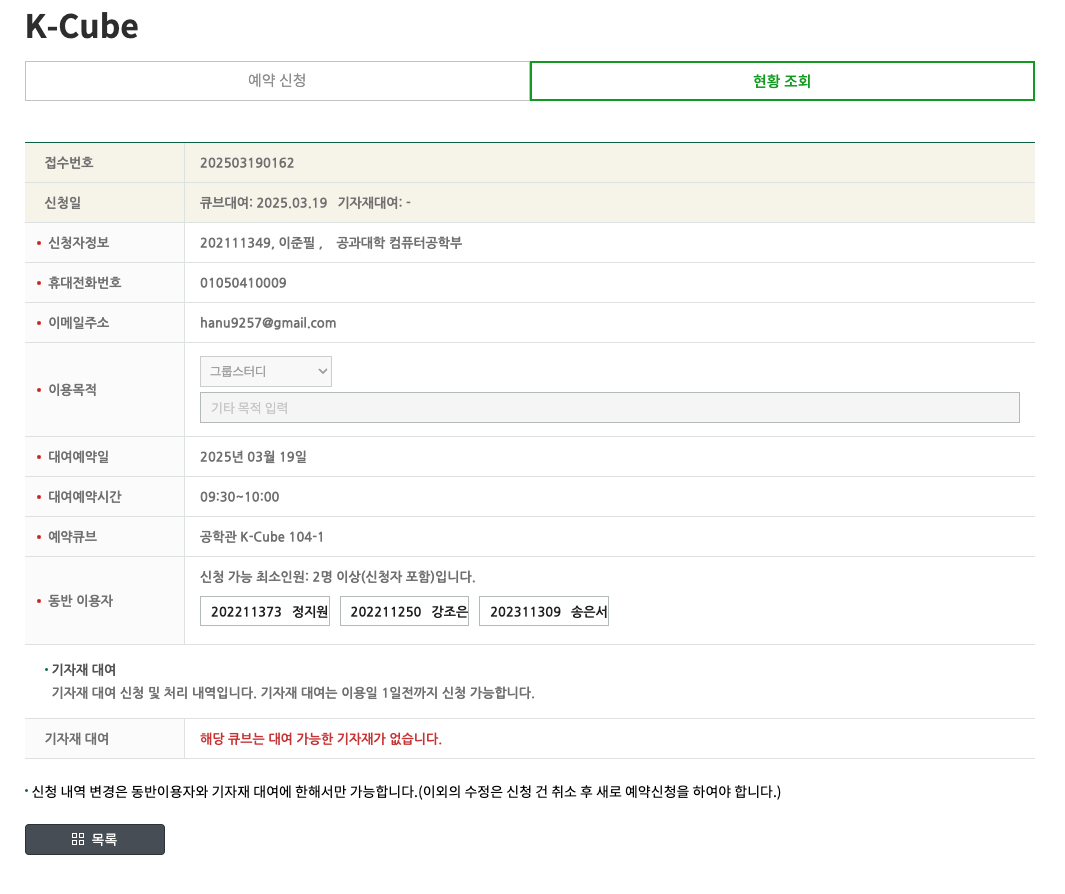 K-Cube
예약 신청
현황 조회
접수번호 202503190162
신청일 큐브대여: 2025.03.19 기자재대여: -
• 신청자정보 202111349, 이준필 , 공과대학 컴퓨터공학부
• 휴대전화번호 01050410009
• 이메일주소 hanu9257@gmail.com
• 이용목적
그룹스터디
기타 목적 입력
• 대여예약일 2025년 03월 19일
• 대여예약시간 09:30~10:00
• 예약큐브 공학관 K-Cube 104-1
• 동반 이용자
신청 가능 최소인원: 2명 이상(신청자 포함)입니다.
202211373 정지원 202211250 강조은 202311309 송은서
· 기자재 대여
기자재 대여 신청 및 처리 내역입니다. 기자재 대여는 이용일 1일전까지 신청 가능합니다.
기자재 대여 해당 큐브는 대여 가능한 기자재가 없습니다.
· 신청 내역 변경은 동반이용자와 기자재 대여에 한해서만 가능합니다.(이외의 수정은 신청 건 취소 후 새로 예약신청을 하여야 합니다.)
목록